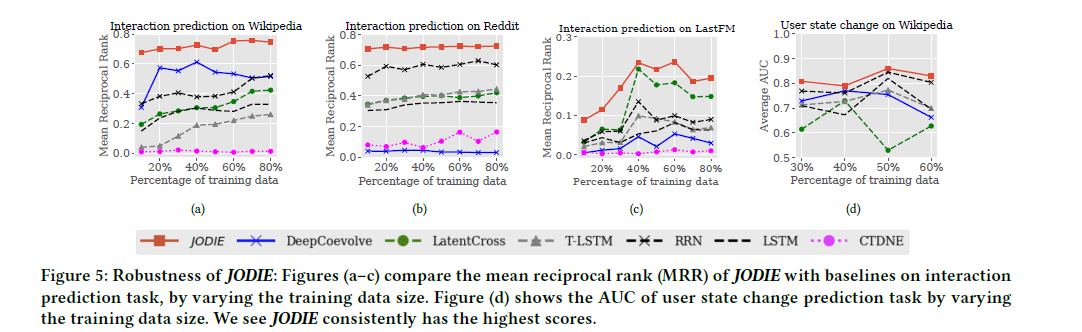 Interaction prediction on Wikipedia
Mean Reciprocal Rank
0.8
0.6
0.4
0.2
0.0
20% 40% 60% 80%
Percentage of training data
(a)
Interaction prediction on Reddit
Mean Reciprocal Rank
0.8
0.6
0.4
0.2
0.0
20% 40% 60% 80%
Percentage of training data
(b)
Interaction prediction on LastFM
Mean Reciprocal Rank
0.3
0.2
0.1
0.0
20% 40% 60% 80%
Percentage of training data
(c)
User state change on Wikipedia
Average AUC
1.0
0.9
0.8
0.7
0.6
0.5
30% 40% 50% 60%
Percentage of training data
(d)
JODIE DeepCoevolve LatentCross T-LSTM RRN LSTM CTDNE
Figure 5: Robustness of JODIE: Figures (a–c) compare the mean reciprocal rank (MRR) of JODIE with baselines on interaction
prediction task, by varying the training data size. Figure (d) shows the AUC of user state change prediction task by varying
the training data size. We see JODIE consistently has the highest scores.